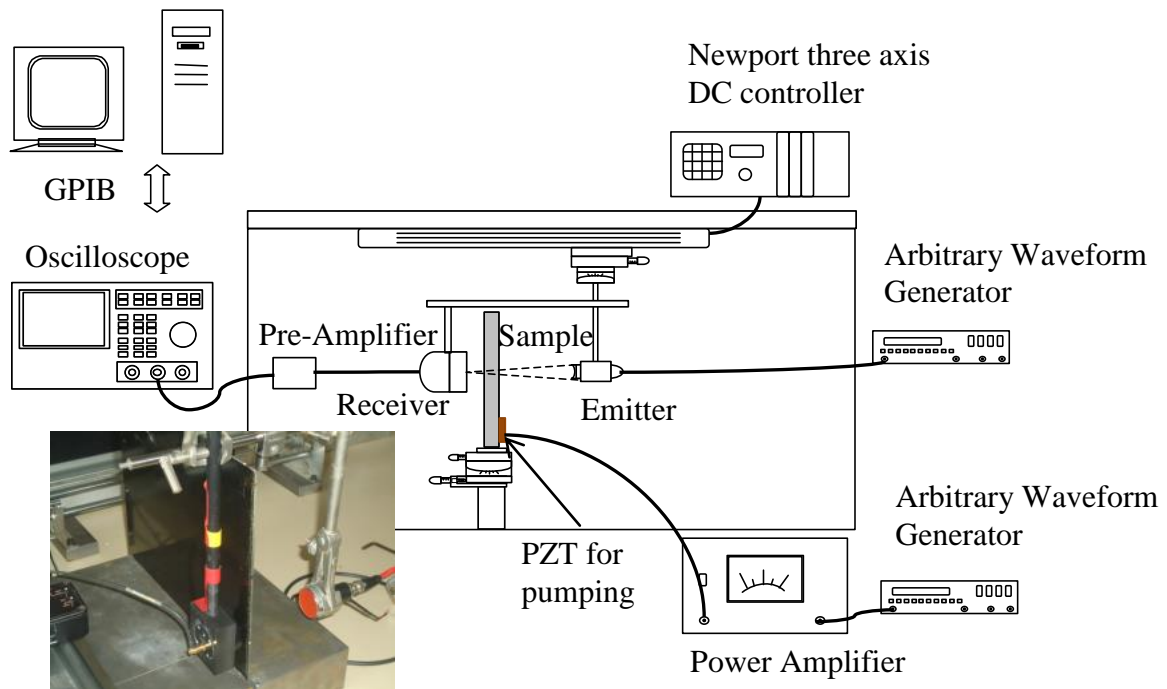 Newport three axis
DC controller
GPIB
Oscilloscope
Arbitrary Waveform
Generator
Pre-Amplifier
Sample
Receiver
Emitter
Arbitrary Waveform
Generator
PZT for
pumping
Power Amplifier